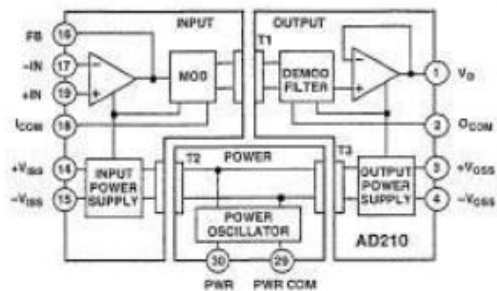 INPUT
OUTPUT
FB 16
T1
-IN 17
MOD
DEMOD FILTER
1 VO
+IN 19
ICOM 18
2 OCOM
T2 POWER T3
+VISS 14
INPUT POWER SUPPLY
OUTPUT POWER SUPPLY
3 +VOSS
-VISS 15
4 -VOSS
POWER OSCILLATOR
AD210
30 29
PWR PWR COM